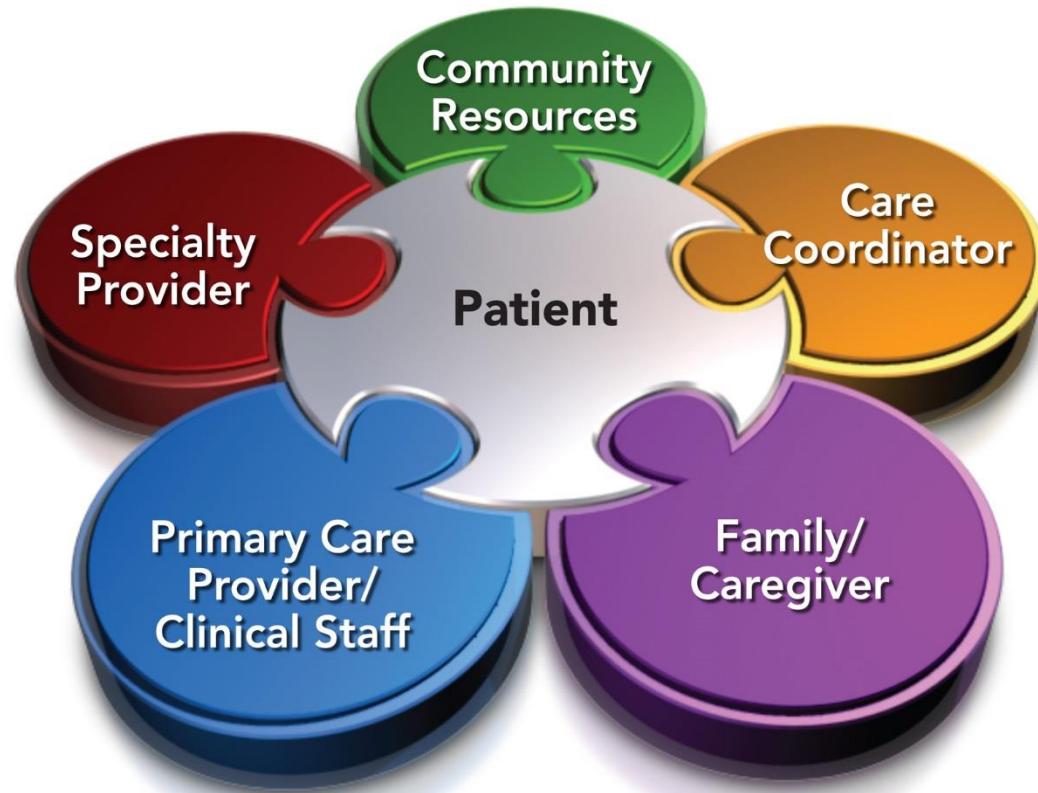 Community
Resources
Care
Coordinator
Specialty
Provider
Patient
Primary Care
Provider/
Clinical Staff
Family/
Caregiver